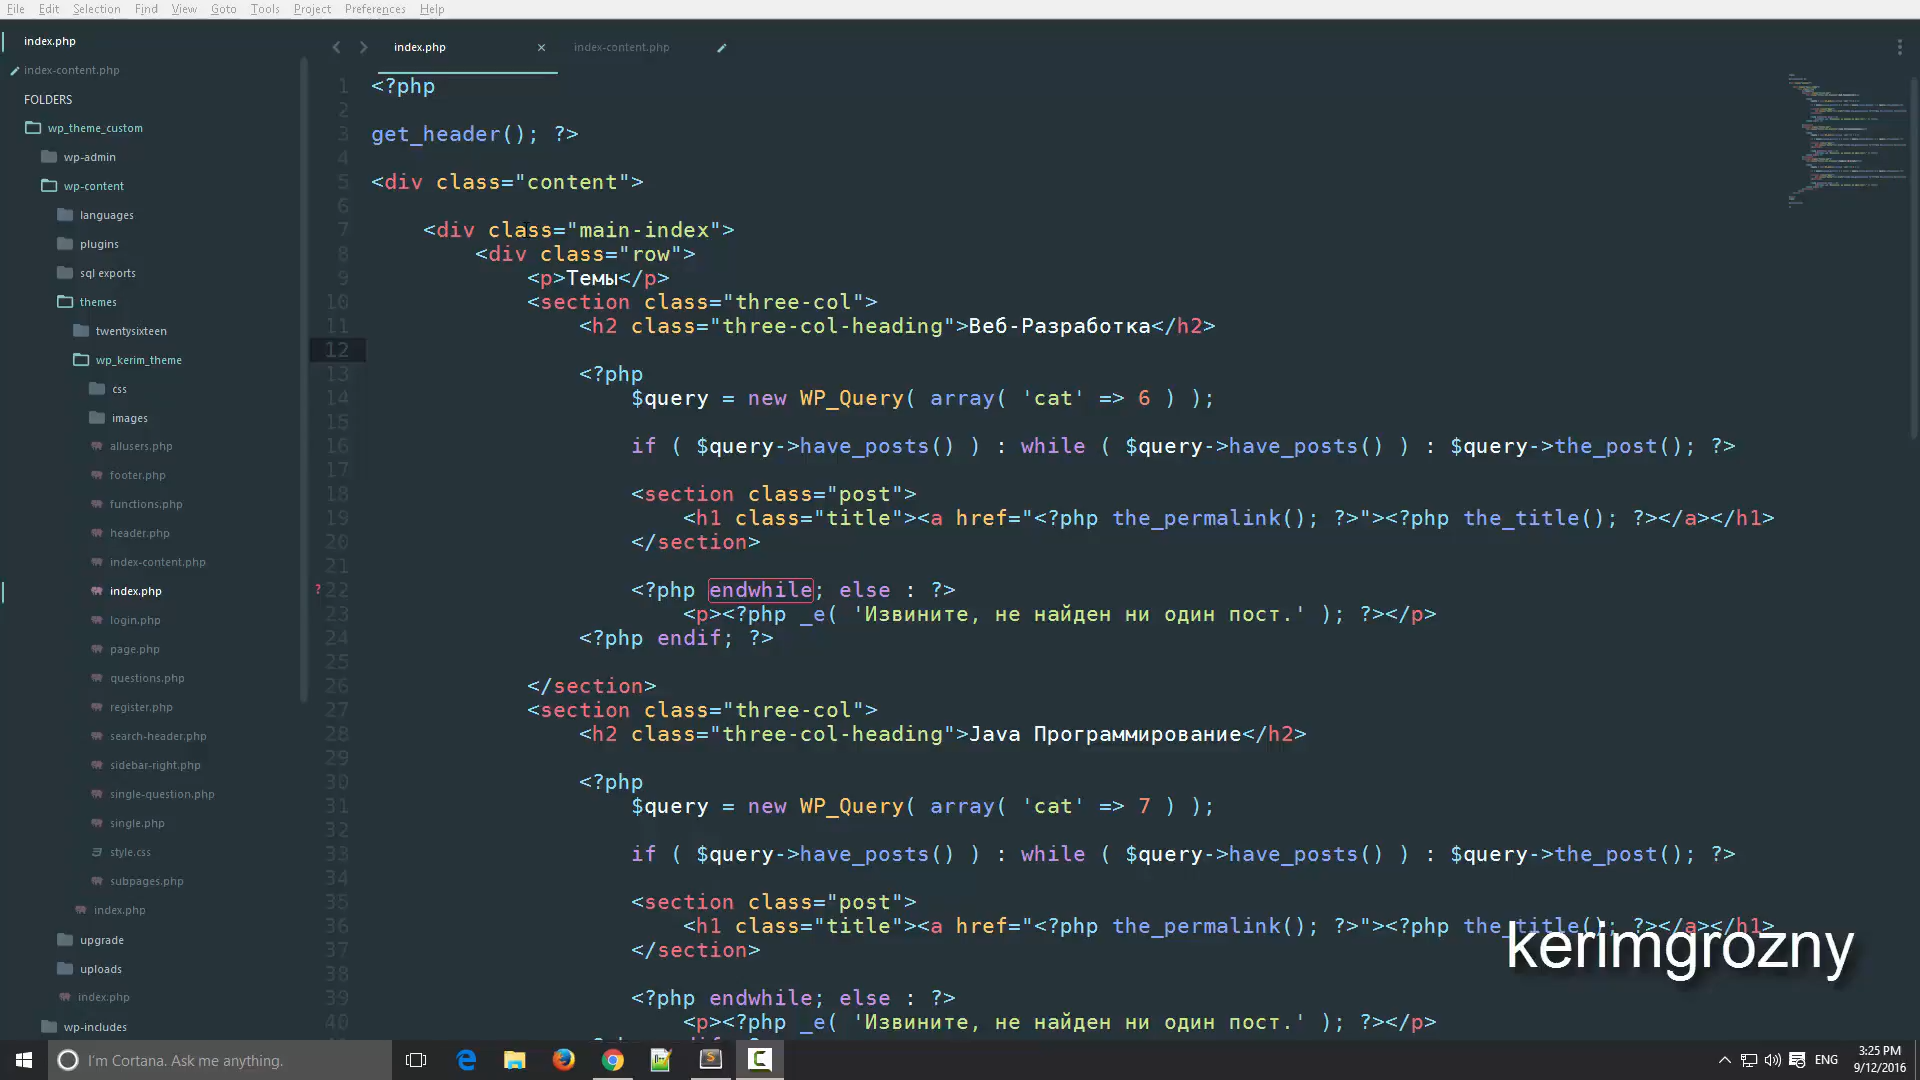 File Edit Selection Find View Goto Tools Project Preferences Help
index.php
index-content.php
FOLDERS
wp_theme_custom
wp-admin
wp-content
languages
plugins
sql exports
themes
twentysixteen
wp_kerim_theme
css
images
allusers.php
footer.php
functions.php
header.php
index-content.php
index.php
login.php
page.php
questions.php
register.php
search-header.php
sidebar-right.php
single-question.php
single.php
style.css
subpages.php
index.php
upgrade
uploads
index.php
wp-includes
index.php index-content.php
1 <?php
2
3 get_header(); ?>
4
5 <div class="content">
6
7 <div class="main-index">
8 <div class="row">
9 <p>Темы</p>
10 <section class="three-col">
11 <h2 class="three-col-heading">Веб-Разработка</h2>
12
13 <?php
14 $query = new WP_Query( array( 'cat' => 6 ) );
15
16 if ( $query->have_posts() ) : while ( $query->have_posts() ) : $query->the_post(); ?>
17
18 <section class="post">
19 <h1 class="title"><a href="<?php the_permalink(); ?>"><?php the_title(); ?></a></h1>
20 </section>
21
? 22 <?php endwhile; else : ?>
23 <p><?php _e( 'Извините, не найден ни один пост.' ); ?></p>
24 <?php endif; ?>
25
26 </section>
27 <section class="three-col">
28 <h2 class="three-col-heading">Java Программирование</h2>
29
30 <?php
31 $query = new WP_Query( array( 'cat' => 7 ) );
32
33 if ( $query->have_posts() ) : while ( $query->have_posts() ) : $query->the_post(); ?>
34
35 <section class="post">
36 <h1 class="title"><a href="<?php the_permalink(); ?>"><?php the_title(); ?></a></h1>
37 </section>
38
39 <?php endwhile; else : ?>
40 <p><?php _e( 'Извините, не найден ни один пост.' ); ?></p>
kerimgrozny
I'm Cortana. Ask me anything.
ENG
3:25 PM
9/12/2016